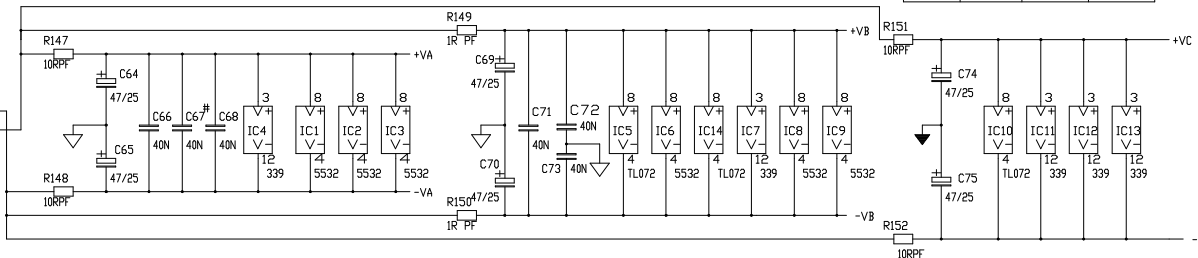 R147
10RPF
C64
47/25
C65
47/25
R148
10RPF
C66
40N
C67
40N
#
C68
40N
+VA
-VA
3
IC4
12
339
8
IC1
4
5532
8
IC2
4
5532
8
IC3
4
5532
R149
1R PF
C69
47/25
C70
47/25
R150
1R PF
C71
40N
C72
40N
C73
40N
+VB
-VB
8
IC5
4
TL072
8
IC6
4
5532
8
IC14
4
TL072
3
IC7
12
339
8
IC8
4
5532
8
IC9
4
5532
R151
10RPF
C74
47/25
C75
47/25
R152
10RPF
+VC
8
IC10
4
TL072
3
IC11
12
339
3
IC12
12
339
3
IC13
12
339